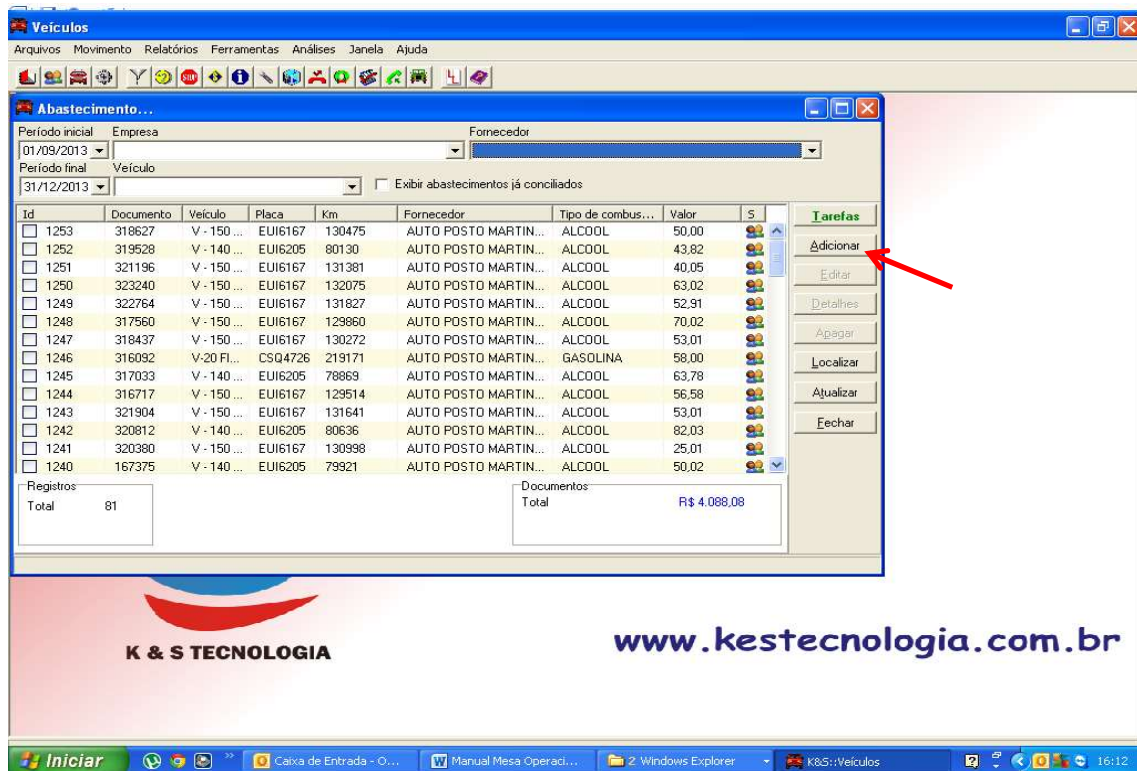 Veículos
Arquivos Movimento Relatórios Ferramentas Análises Janela Ajuda
STOP
Abastecimento...
Período inicial Empresa Fornecedor
01/09/2013
Período final Veículo
31/12/2013 Exibir abastecimentos já conciliados
Id Documento Veículo Placa Km Fornecedor Tipo de combus... Valor S
1253 318627 V - 150 ... EUI6167 130475 AUTO POSTO MARTIN... ALCOOL 50,00
1252 319528 V - 140 ... EUI6205 80130 AUTO POSTO MARTIN... ALCOOL 43,82
1251 321196 V - 150 ... EUI6167 131381 AUTO POSTO MARTIN... ALCOOL 40,05
1250 323240 V - 150 ... EUI6167 132075 AUTO POSTO MARTIN... ALCOOL 63,02
1249 322764 V - 150 ... EUI6167 131827 AUTO POSTO MARTIN... ALCOOL 52,91
1248 317560 V - 150 ... EUI6167 129860 AUTO POSTO MARTIN... ALCOOL 70,02
1247 318437 V - 150 ... EUI6167 130272 AUTO POSTO MARTIN... ALCOOL 53,01
1246 316092 V-20 FI... CSQ4726 219171 AUTO POSTO MARTIN... GASOLINA 58,00
1245 317033 V - 140 ... EUI6205 78869 AUTO POSTO MARTIN... ALCOOL 63,78
1244 316717 V - 150 ... EUI6167 129514 AUTO POSTO MARTIN... ALCOOL 56,58
1243 321904 V - 150 ... EUI6167 131641 AUTO POSTO MARTIN... ALCOOL 53,01
1242 320812 V - 140 ... EUI6205 80636 AUTO POSTO MARTIN... ALCOOL 82,03
1241 320380 V - 150 ... EUI6167 130998 AUTO POSTO MARTIN... ALCOOL 25,01
1240 167375 V - 140 ... EUI6205 79921 AUTO POSTO MARTIN... ALCOOL 50,02
Tarefas
Adicionar
Editar
Detalhes
Apagar
Localizar
Atualizar
Fechar
Registros Documentos
Total 81 Total R$ 4.088,08
K & S TECNOLOGIA
www.kestecnologia.com.br
Iniciar Caixa de Entrada - O... Manual Mesa Operaci... 2 Windows Explorer K&S::Veículos 16:12